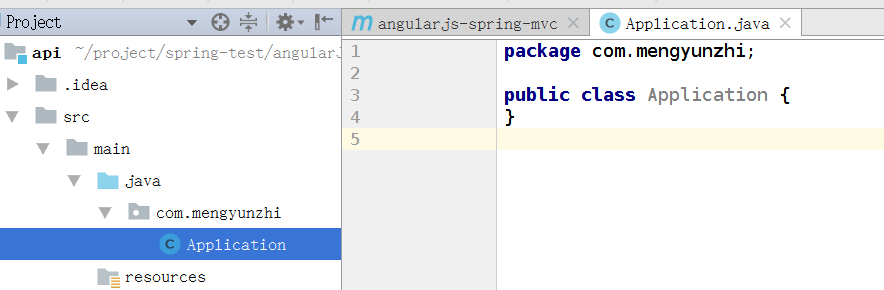 Project
api ~/project/spring-test/angularJ
.idea
src
main
java
com.mengyunzhi
Application
resources
angularjs-spring-mvc
Application.java
1 package com.mengyunzhi;
2
3 public class Application {
4 }
5